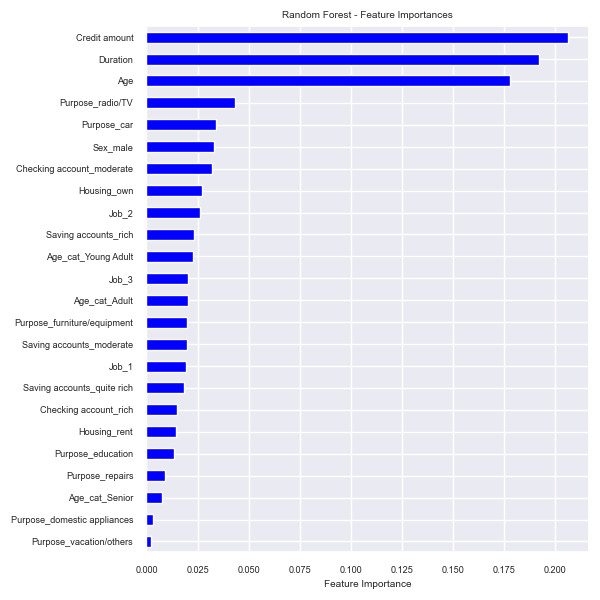 Random Forest - Feature Importances
Credit amount
Duration
Age
Purpose_radio/TV
Purpose_car
Sex_male
Checking account_moderate
Housing_own
Job_2
Saving accounts_rich
Age_cat_Young Adult
Job_3
Age_cat_Adult
Purpose_furniture/equipment
Saving accounts_moderate
Job_1
Saving accounts_quite rich
Checking account_rich
Housing_rent
Purpose_education
Purpose_repairs
Age_cat_Senior
Purpose_domestic appliances
Purpose_vacation/others
0.000 0.025 0.050 0.075 0.100 0.125 0.150 0.175 0.200
Feature Importance